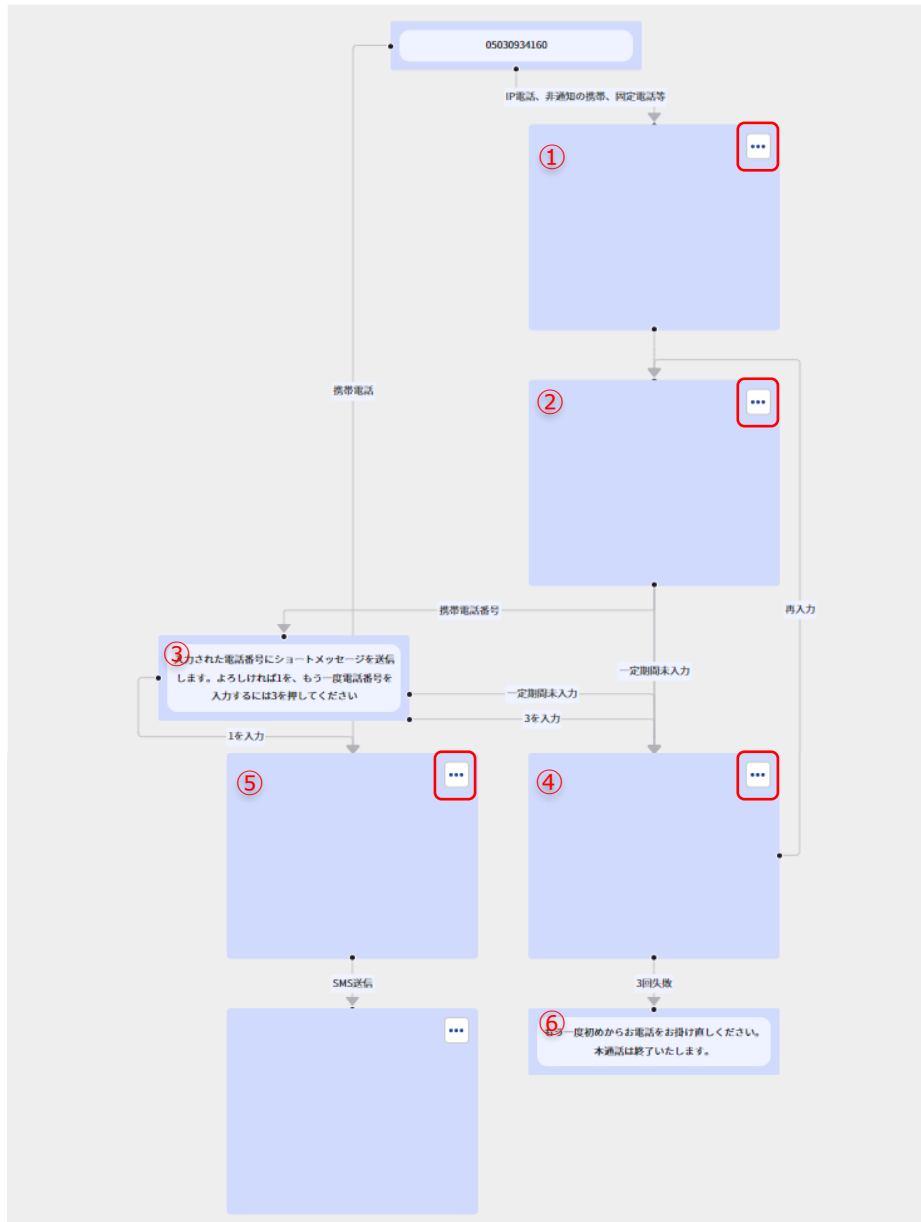 05030934160
IP電話、非通知の携帯、固定電話等
①
•••
携帯電話
②
•••
携帯電話番号
再入力
③
入力された電話番号にショートメッセージを送信
します。よろしければ1を、もう一度電話番号を
入力するには3を押してください
一定期間未入力
一定期間未入力
3を入力
1を入力
⑤
•••
④
•••
SMS送信
3回失敗
•••
⑥
もう一度初めからお電話をお掛け直しください。
本通話は終了いたします。